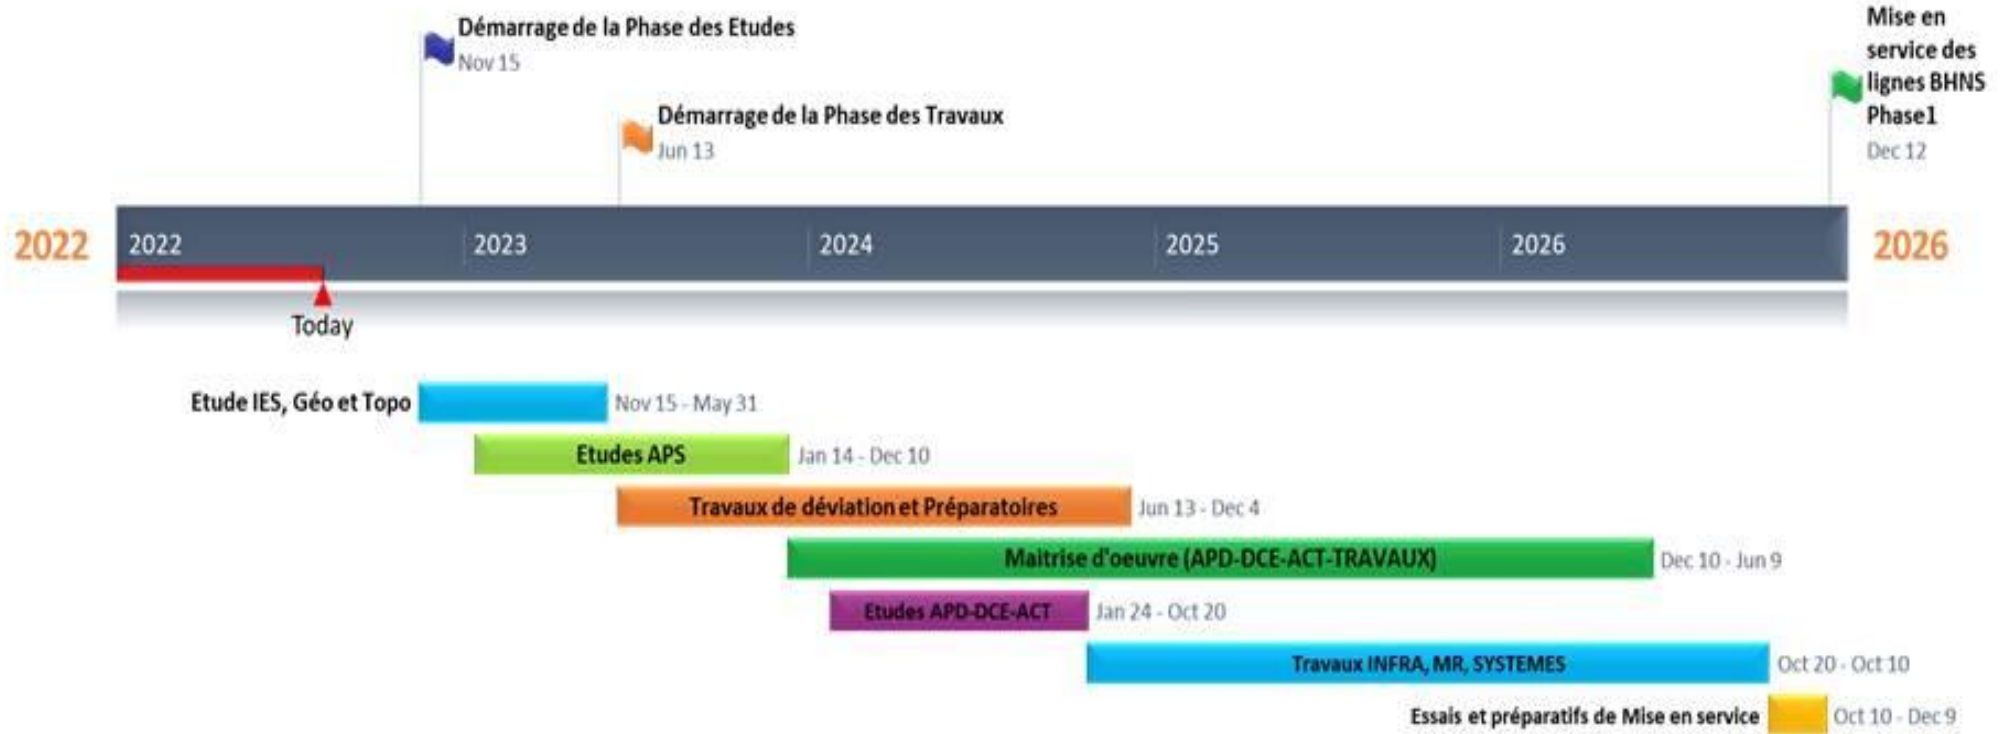 Démarrage de la Phase des Etudes
Nov 15
Démarrage de la Phase des Travaux
Jun 13
Mise en
service des
lignes BHNS
Phase1
Dec 12
2022
2022
2023
2024
2025
2026
2026
Today
Etude IES, Géo et Topo
Nov 15 - May 31
Etudes APS
Jan 14 - Dec 10
Travaux de déviation et Préparatoires
Jun 13 - Dec 4
Maitrise d'oeuvre (APD-DCE-ACT-TRAVAUX)
Dec 10 - Jun 9
Etudes APD-DCE-ACT
Jan 24 - Oct 20
Travaux INFRA, MR, SYSTEMES
Oct 20 - Oct 10
Essais et préparatifs de Mise en service
Oct 10 - Dec 9